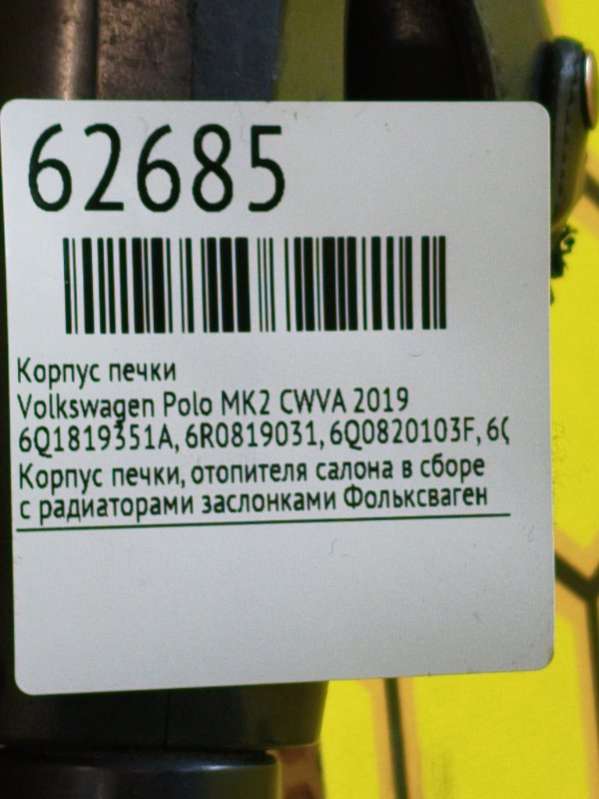 62685
Корпус печки
Volkswagen Polo MK2 CWVA 2019
6Q1819351A, 6R0819031, 6Q0820103F, 6Q
Корпус печки, отопителя салона в сборе
с радиаторами заслонками Фольксваген